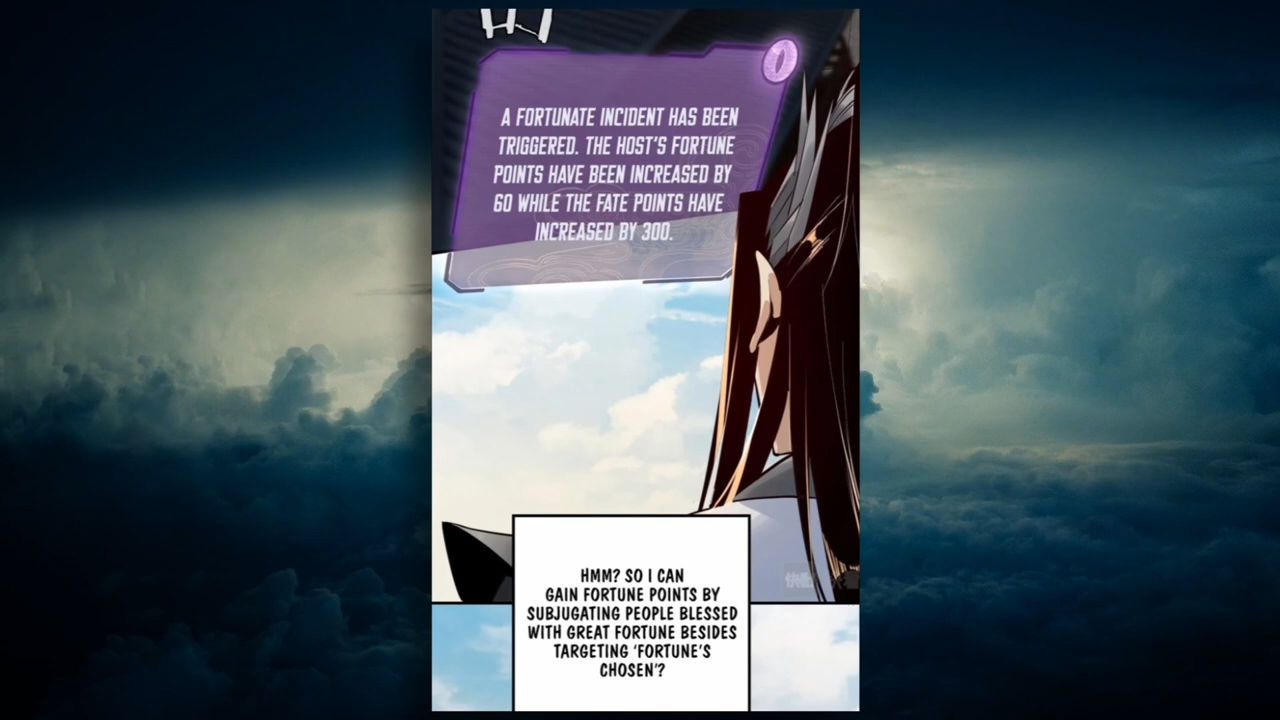 A FORTUNATE INCIDENT HAS BEEN
TRIGGERED. THE HOST'S FORTUNE
POINTS HAVE BEEN INCREASED BY
60 WHILE THE FATE POINTS HAVE
INCREASED BY 300.
HMM? SO I CAN
GAIN FORTUNE POINTS BY
SUBJUGATING PEOPLE BLESSED
WITH GREAT FORTUNE BESIDES
TARGETING 'FORTUNE'S
CHOSEN'?